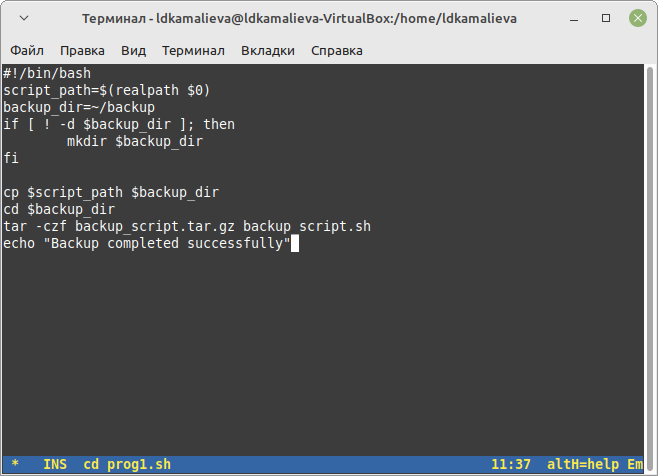 Терминал - ldkamalieva@ldkamalieva-VirtualBox:/home/ldkamalieva
Файл Правка Вид Терминал Вкладки Справка
#!/bin/bash
script_path=$(realpath $0)
backup_dir=~/backup
if [ ! -d $backup_dir ]; then
        mkdir $backup_dir
fi

cp $script_path $backup_dir
cd $backup_dir
tar -czf backup_script.tar.gz backup_script.sh
echo "Backup completed successfully"
* INS cd prog1.sh 11:37 altH=help Em